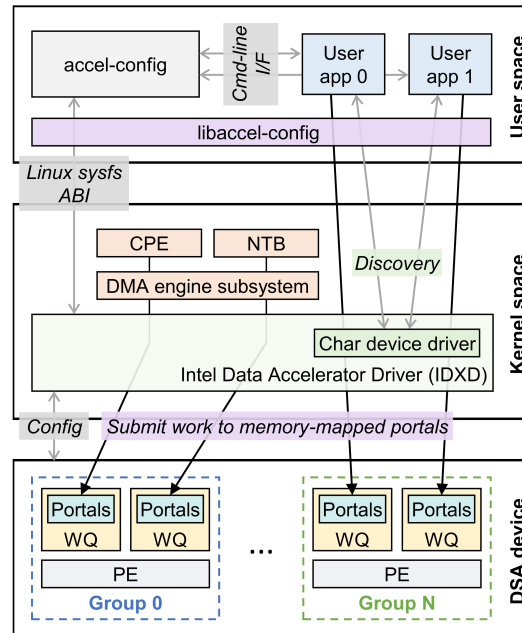 accel-config
Cmd-line
I/F
User
app 0
User
app 1
User space
libaccel-config
Linux sysfs
ABI
CPE
NTB
Discovery
DMA engine subsystem
Kernel space
Char device driver
Intel Data Accelerator Driver (IDXD)
Config
Submit work to memory-mapped portals
Portals
WQ
Portals
WQ
PE
Group 0
...
Portals
WQ
Portals
WQ
PE
Group N
DSA device